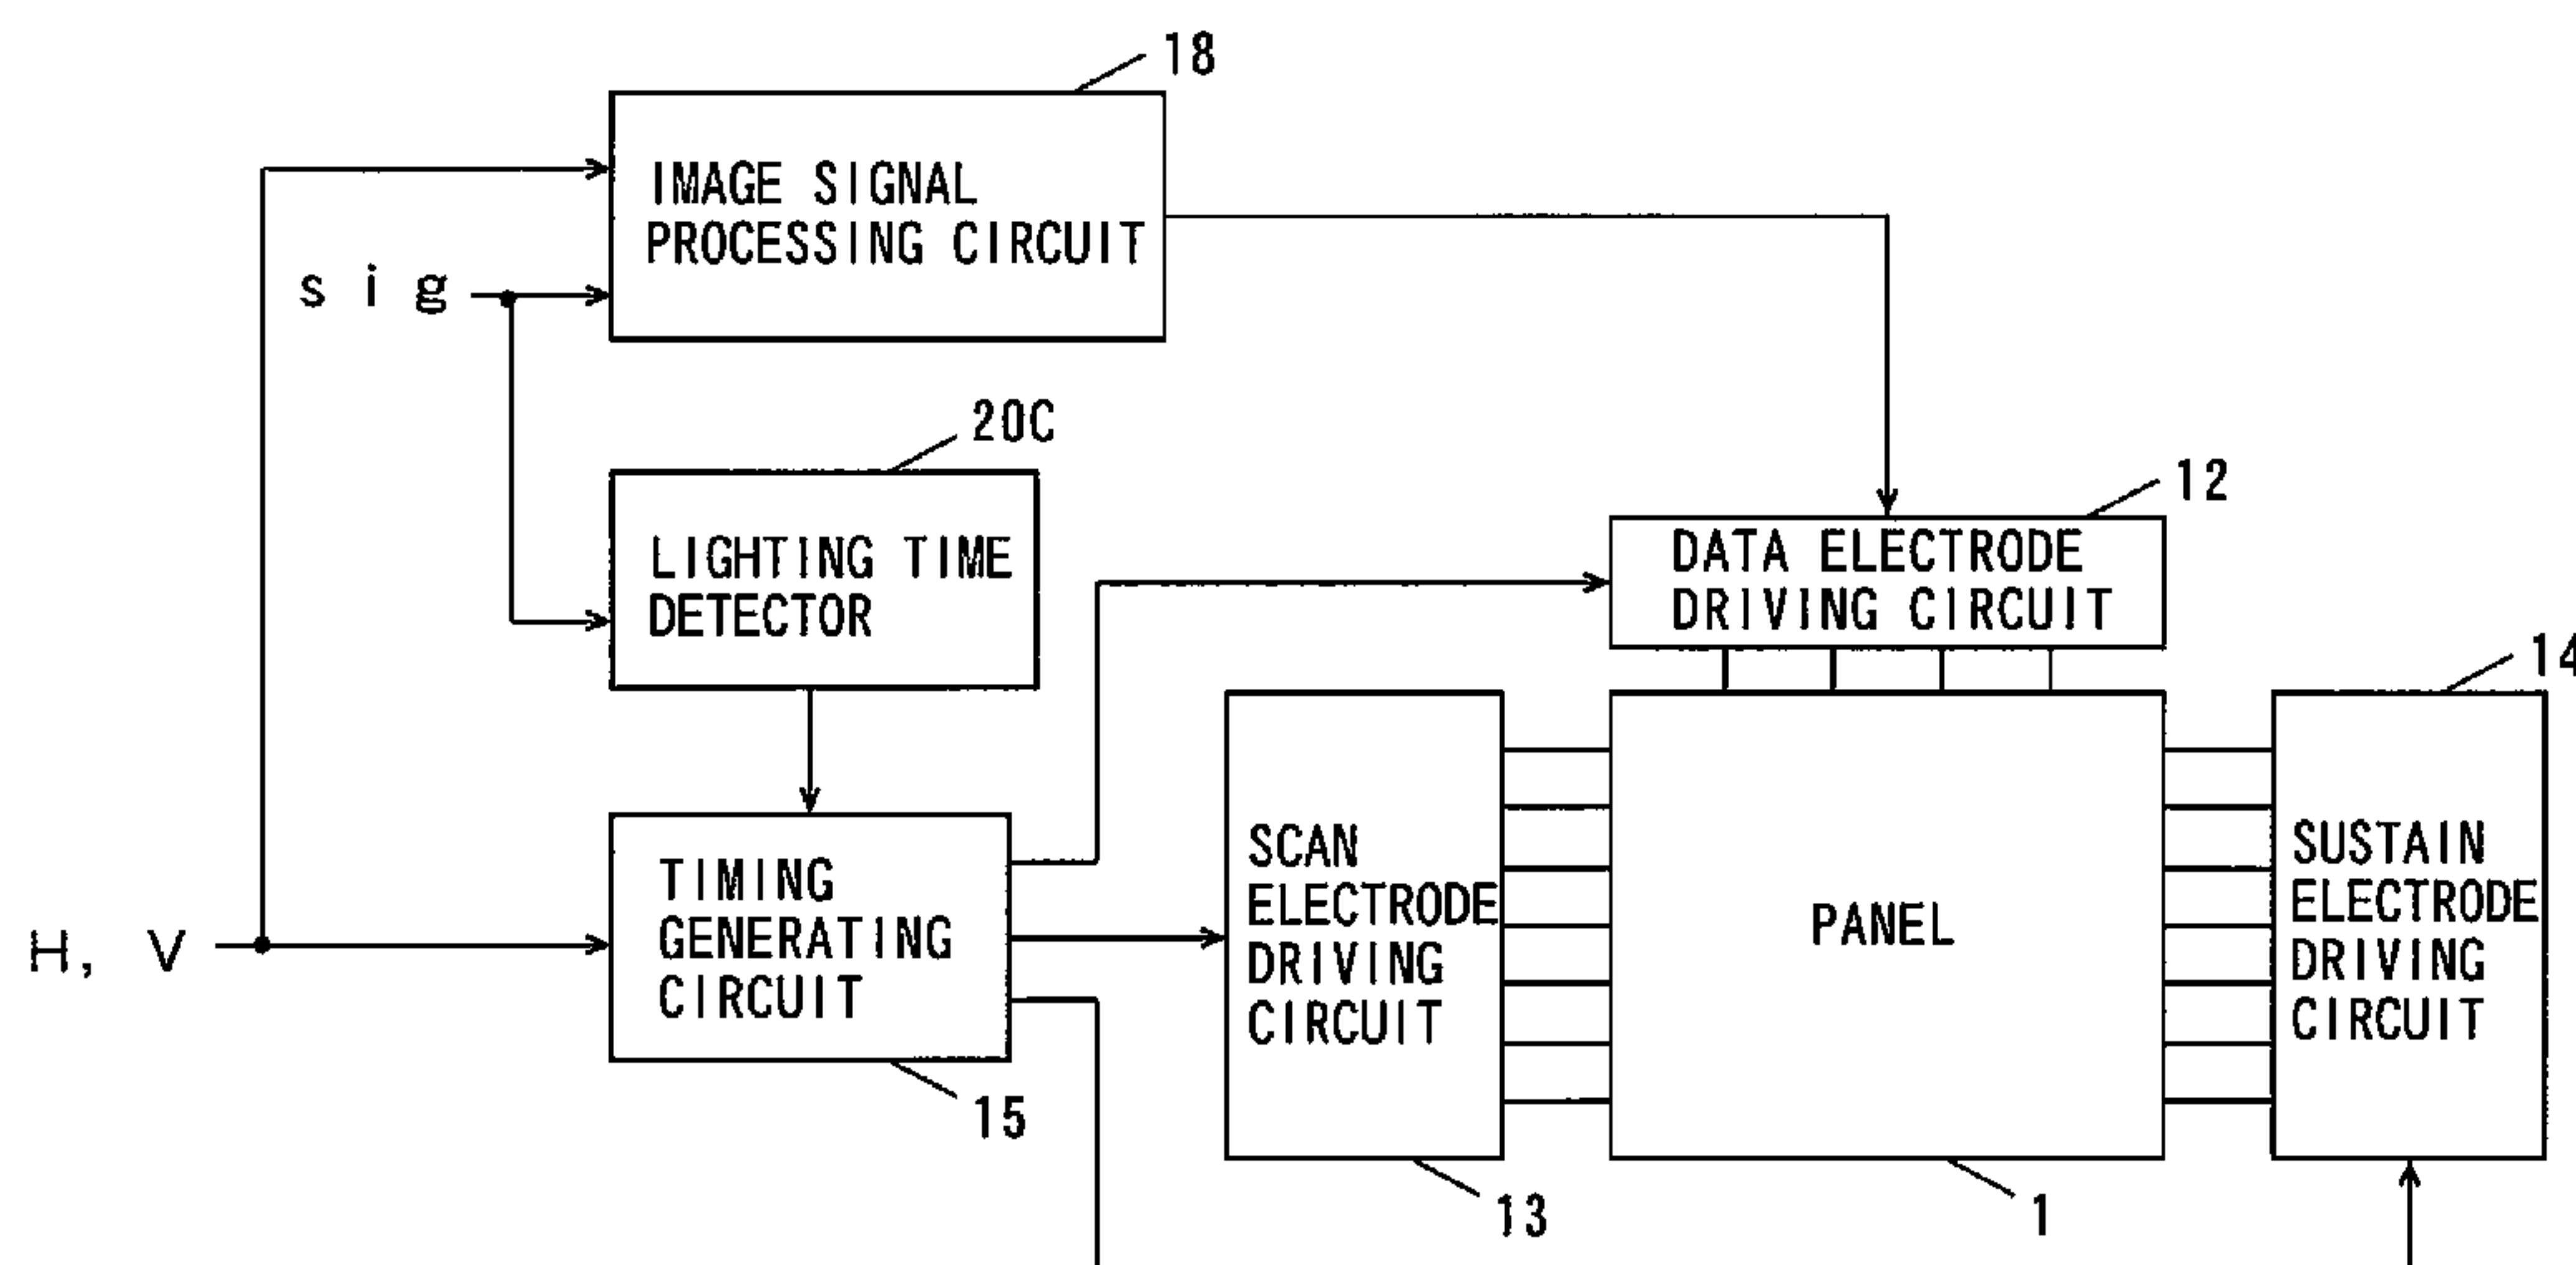 18
IMAGE SIGNAL
PROCESSING CIRCUIT
sig
20C
LIGHTING TIME
DETECTOR
12
DATA ELECTRODE
DRIVING CIRCUIT
14
H, V
TIMING
GENERATING
CIRCUIT
15
SCAN
ELECTRODE
DRIVING
CIRCUIT
13
PANEL
1
SUSTAIN
ELECTRODE
DRIVING
CIRCUIT